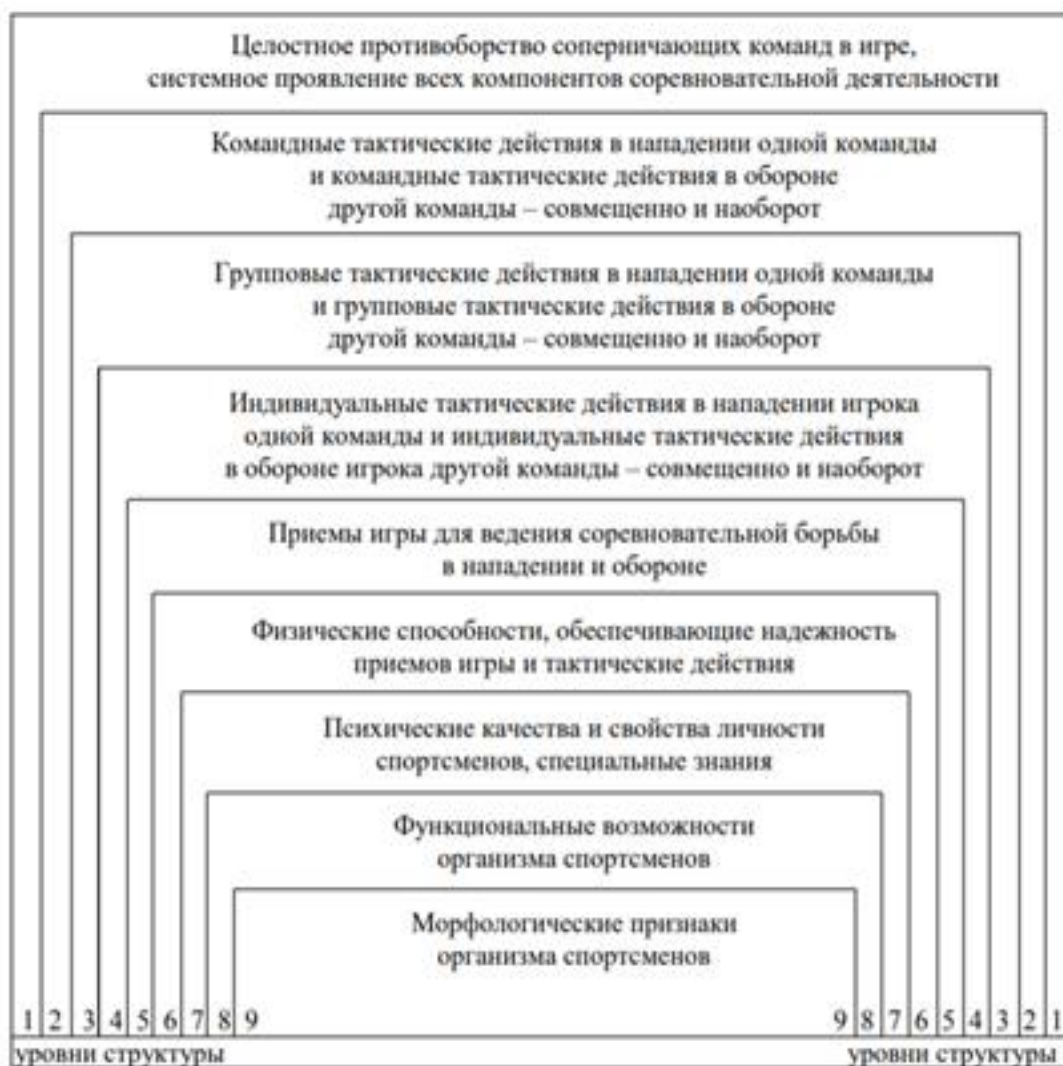 Целостное противоборство соперничающих команд в игре,
системное проявление всех компонентов соревновательной деятельности
Командные тактические действия в нападении одной команды
и командные тактические действия в обороне
другой команды – совмещенно и наоборот
Групповые тактические действия в нападении одной команды
и групповые тактические действия в обороне
другой команды – совмещенно и наоборот
Индивидуальные тактические действия в нападении игрока
одной команды и индивидуальные тактические действия
в обороне игрока другой команды – совмещенно и наоборот
Приемы игры для ведения соревновательной борьбы
в нападении и обороне
Физические способности, обеспечивающие надежность
приемов игры и тактические действия
Психические качества и свойства личности
спортсменов, специальные знания
Функциональные возможности
организма спортсменов
Морфологические признаки
организма спортсменов
1 2 3 4 5 6 7 8 9 9 8 7 6 5 4 3 2 1
уровни структуры уровни структуры